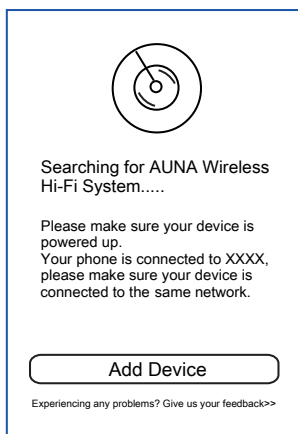 Searching for AUNA Wireless
Hi-Fi System.....
Please make sure your device is
powered up.
Your phone is connected to XXXX,
please make sure your device is
connected to the same network.
Add Device
Experiencing any problems? Give us your feedback>>